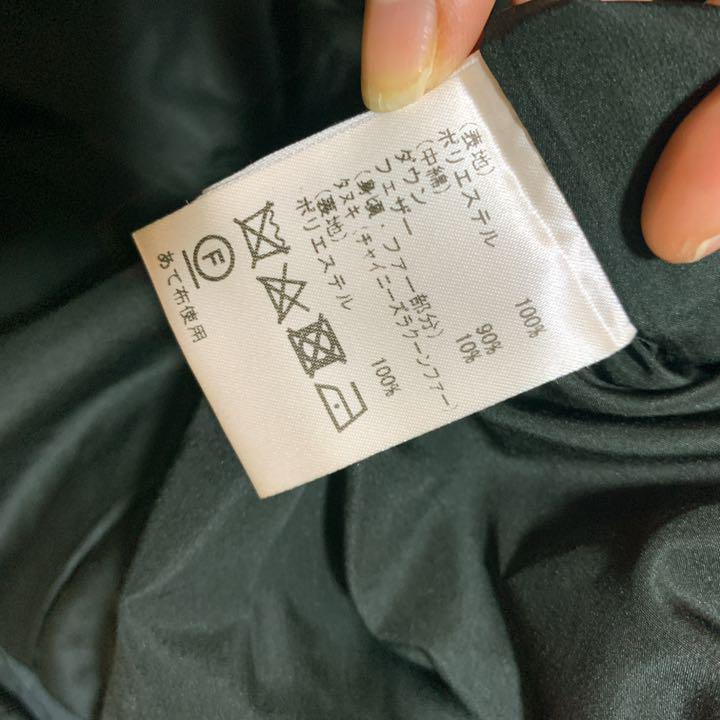 (表地)
ポリエステル 100%
(中綿)
ダウン 90%
フェザー 10%
(身頃・ファー部分)
タヌキ(チャイニーズラクーンファー)
(裏地)
ポリエステル 100%
F
あて布使用